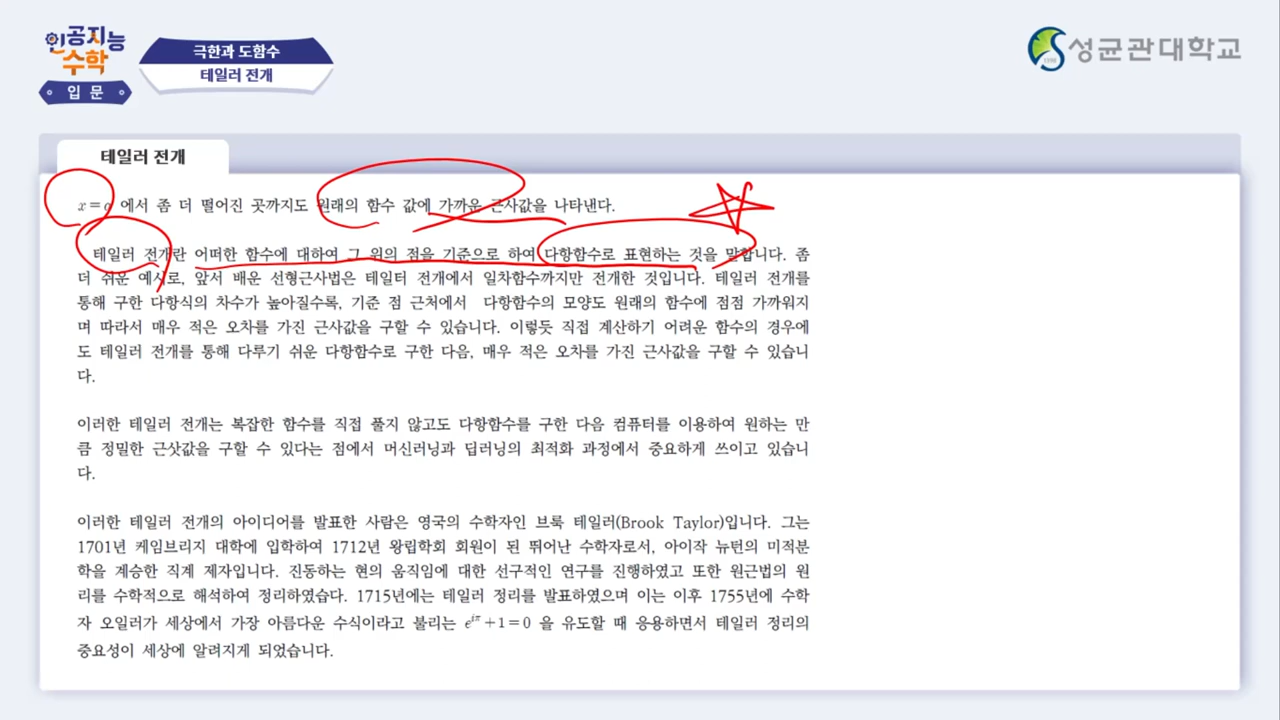 인공지능
수학
입문
극한과 도함수
테일러 전개
성균관대학교
테일러 전개
x = a 에서 좀 더 떨어진 곳까지도 원래의 함수 값에 가까운 근사값을 나타낸다.
테일러 전개란 어떠한 함수에 대하여 그 위의 점을 기준으로 하여 다항함수로 표현하는 것을 말합니다. 좀
더 쉬운 예시로, 앞서 배운 선형근사법은 테일터 전개에서 일차함수까지만 전개한 것입니다. 테일러 전개를
통해 구한 다항식의 차수가 높아질수록, 기준 점 근처에서 다항함수의 모양도 원래의 함수에 점점 가까워지
며 따라서 매우 적은 오차를 가진 근사값을 구할 수 있습니다. 이렇듯 직접 계산하기 어려운 함수의 경우에
도 테일러 전개를 통해 다루기 쉬운 다항함수로 구한 다음, 매우 적은 오차를 가진 근사값을 구할 수 있습니
다.
이러한 테일러 전개는 복잡한 함수를 직접 풀지 않고도 다항함수를 구한 다음 컴퓨터를 이용하여 원하는 만
큼 정밀한 근삿값을 구할 수 있다는 점에서 머신러닝과 딥러닝의 최적화 과정에서 중요하게 쓰이고 있습니
다.
이러한 테일러 전개의 아이디어를 발표한 사람은 영국의 수학자인 브룩 테일러(Brook Taylor)입니다. 그는
1701년 케임브리지 대학에 입학하여 1712년 왕립학회 회원이 된 뛰어난 수학자로서, 아이작 뉴턴의 미적분
학을 계승한 직계 제자입니다. 진동하는 현의 움직임에 대한 선구적인 연구를 진행하였고 또한 원근법의 원
리를 수학적으로 해석하여 정리하였습다. 1715년에는 테일러 정리를 발표하였으며 이는 이후 1755년에 수학
자 오일러가 세상에서 가장 아름다운 수식이라고 불리는 e^{iπ} + 1 = 0 을 유도할 때 응용하면서 테일러 정리의
중요성이 세상에 알려지게 되었습니다.